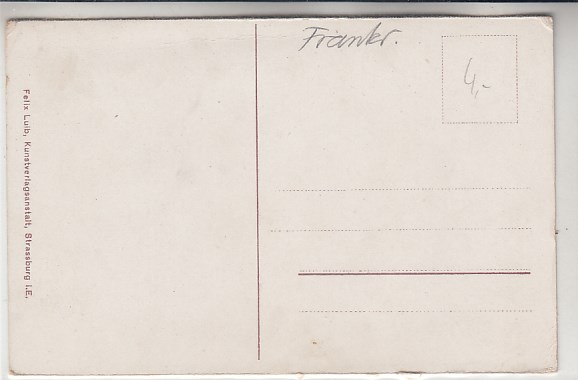 Frankr.
4,-
Felix Luib, Kunstverlagsanstalt, Strassburg i.E.